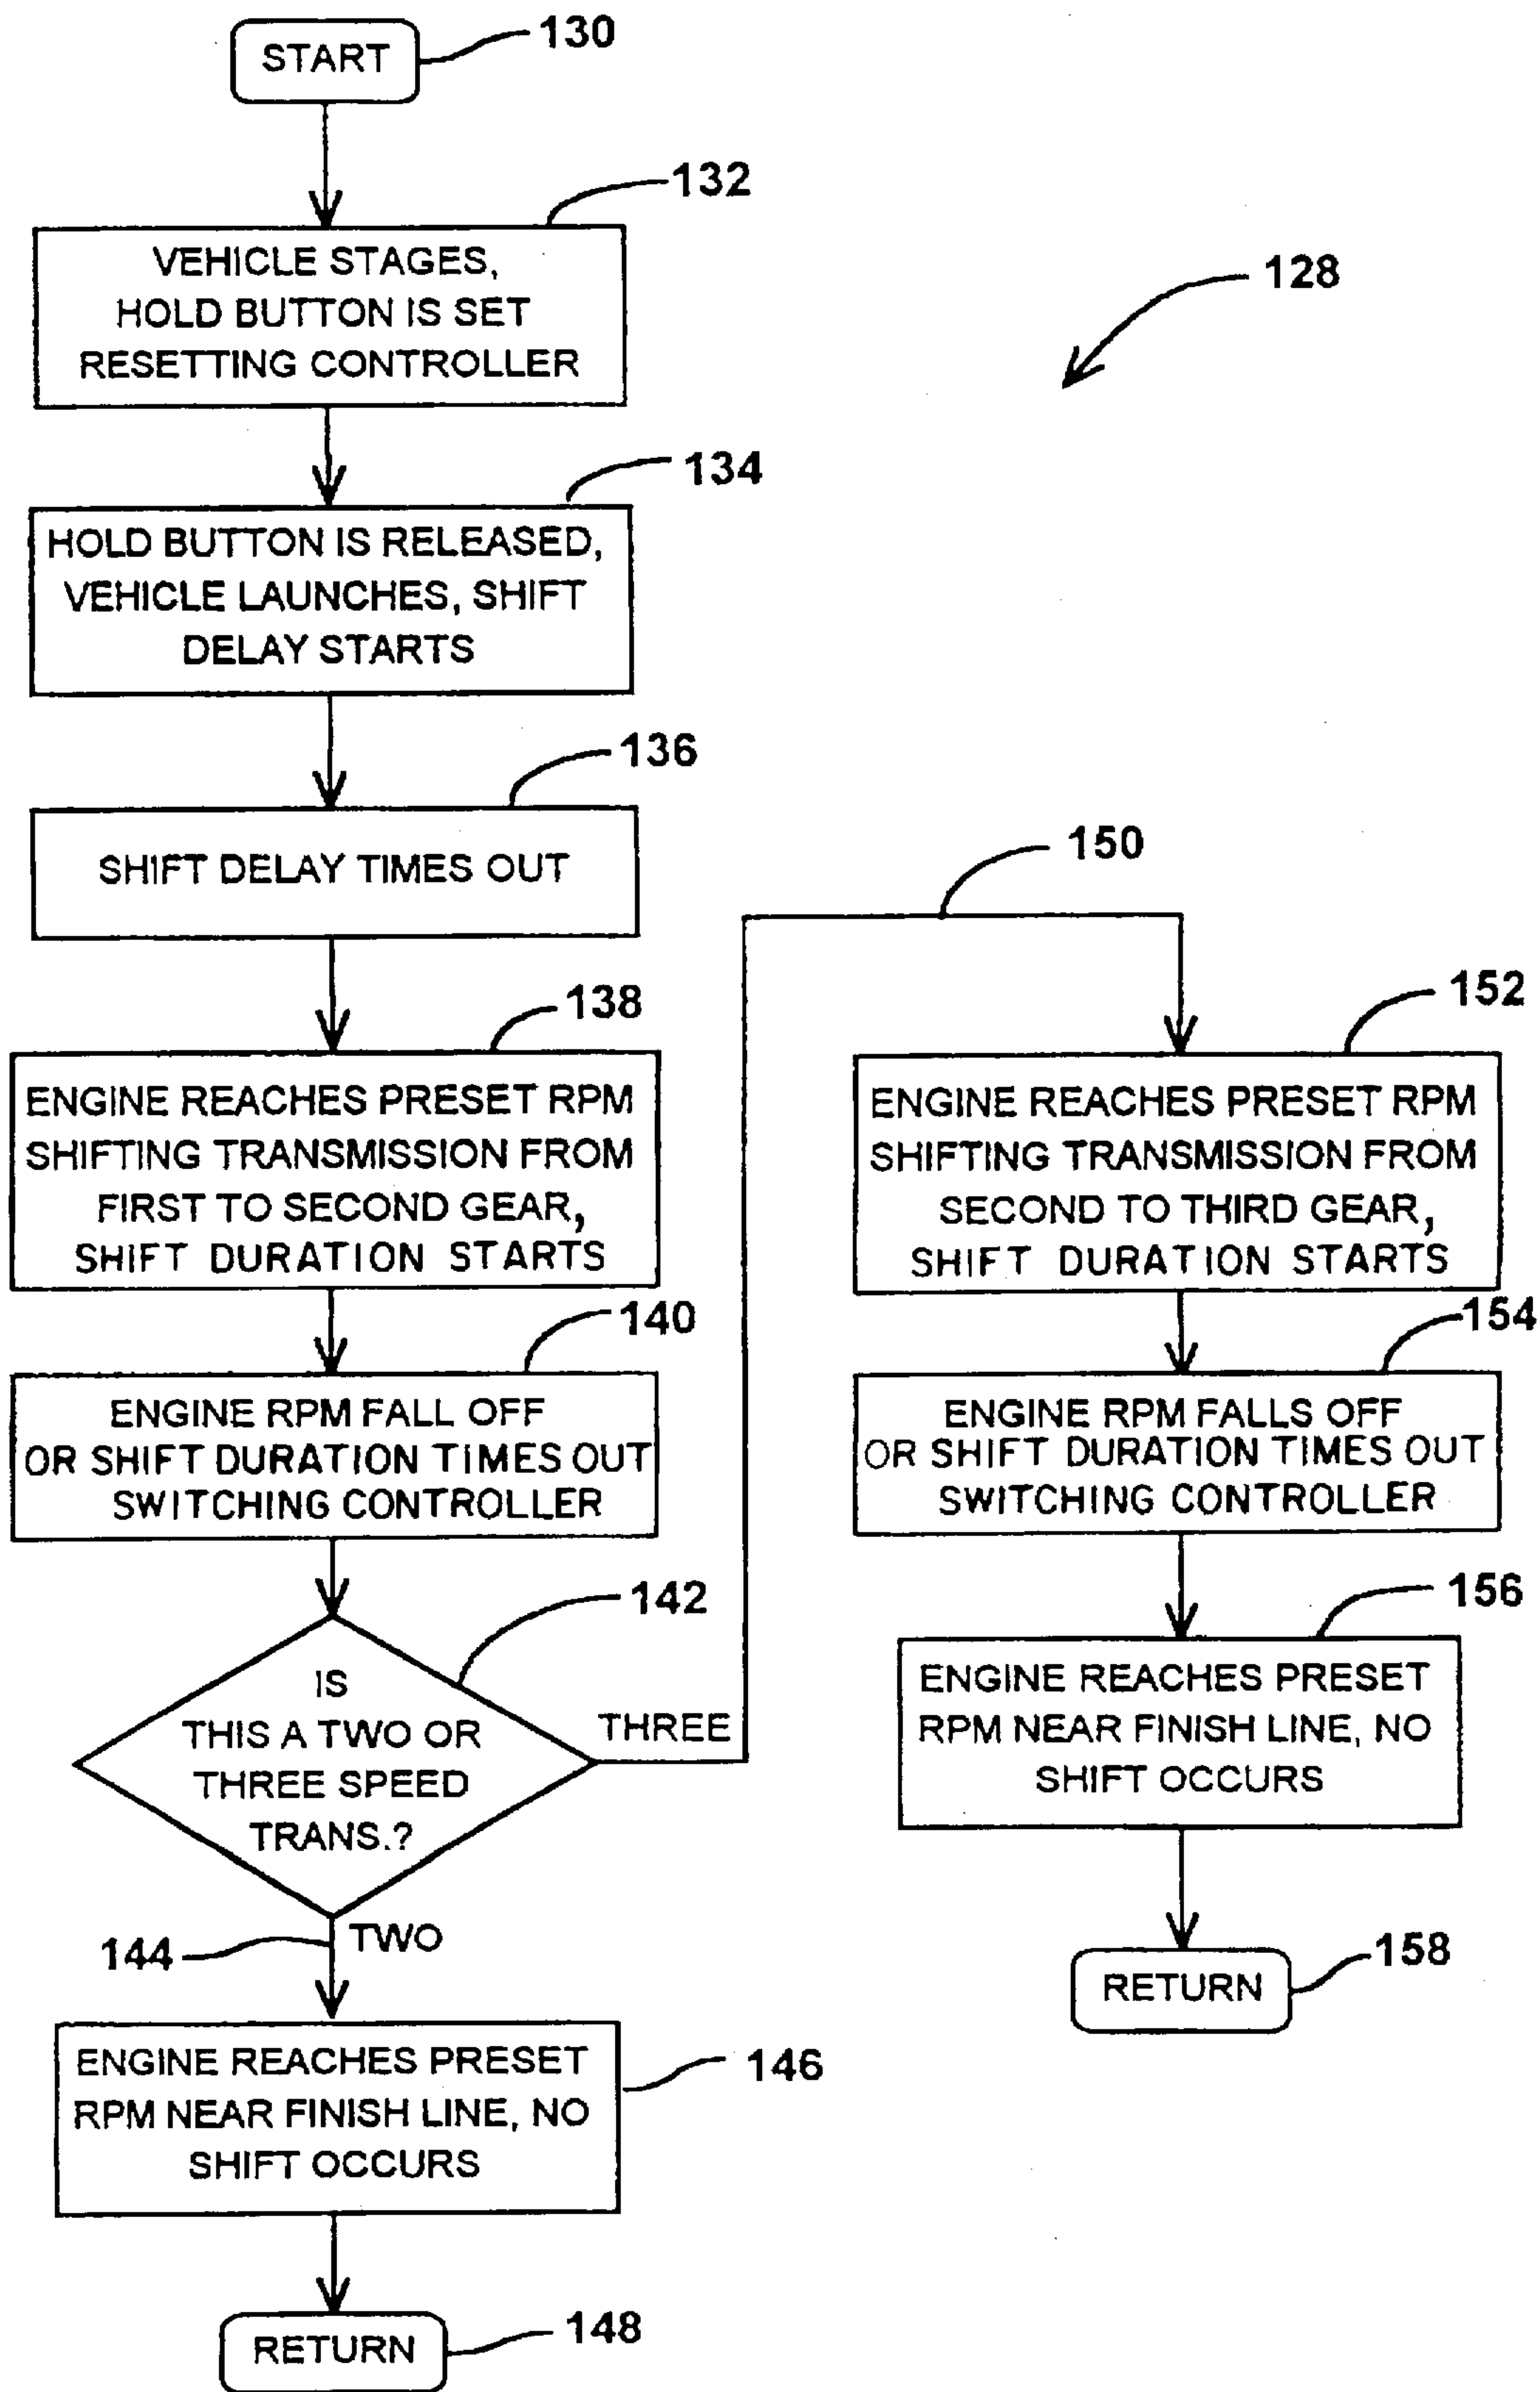 START
130
132
VEHICLE STAGES,
HOLD BUTTON IS SET
RESETTING CONTROLLER
128
134
HOLD BUTTON IS RELEASED,
VEHICLE LAUNCHES, SHIFT
DELAY STARTS
136
SHIFT DELAY TIMES OUT
138
ENGINE REACHES PRESET RPM
SHIFTING TRANSMISSION FROM
FIRST TO SECOND GEAR,
SHIFT DURATION STARTS
140
ENGINE RPM FALL OFF
OR SHIFT DURATION TIMES OUT
SWITCHING CONTROLLER
142
IS
THIS A TWO OR
THREE SPEED
TRANS.?
THREE
144
TWO
ENGINE REACHES PRESET
RPM NEAR FINISH LINE, NO
SHIFT OCCURS
146
RETURN
148
150
152
ENGINE REACHES PRESET RPM
SHIFTING TRANSMISSION FROM
SECOND TO THIRD GEAR,
SHIFT DURATION STARTS
154
ENGINE RPM FALLS OFF
OR SHIFT DURATION TIMES OUT
SWITCHING CONTROLLER
156
ENGINE REACHES PRESET
RPM NEAR FINISH LINE, NO
SHIFT OCCURS
RETURN
158